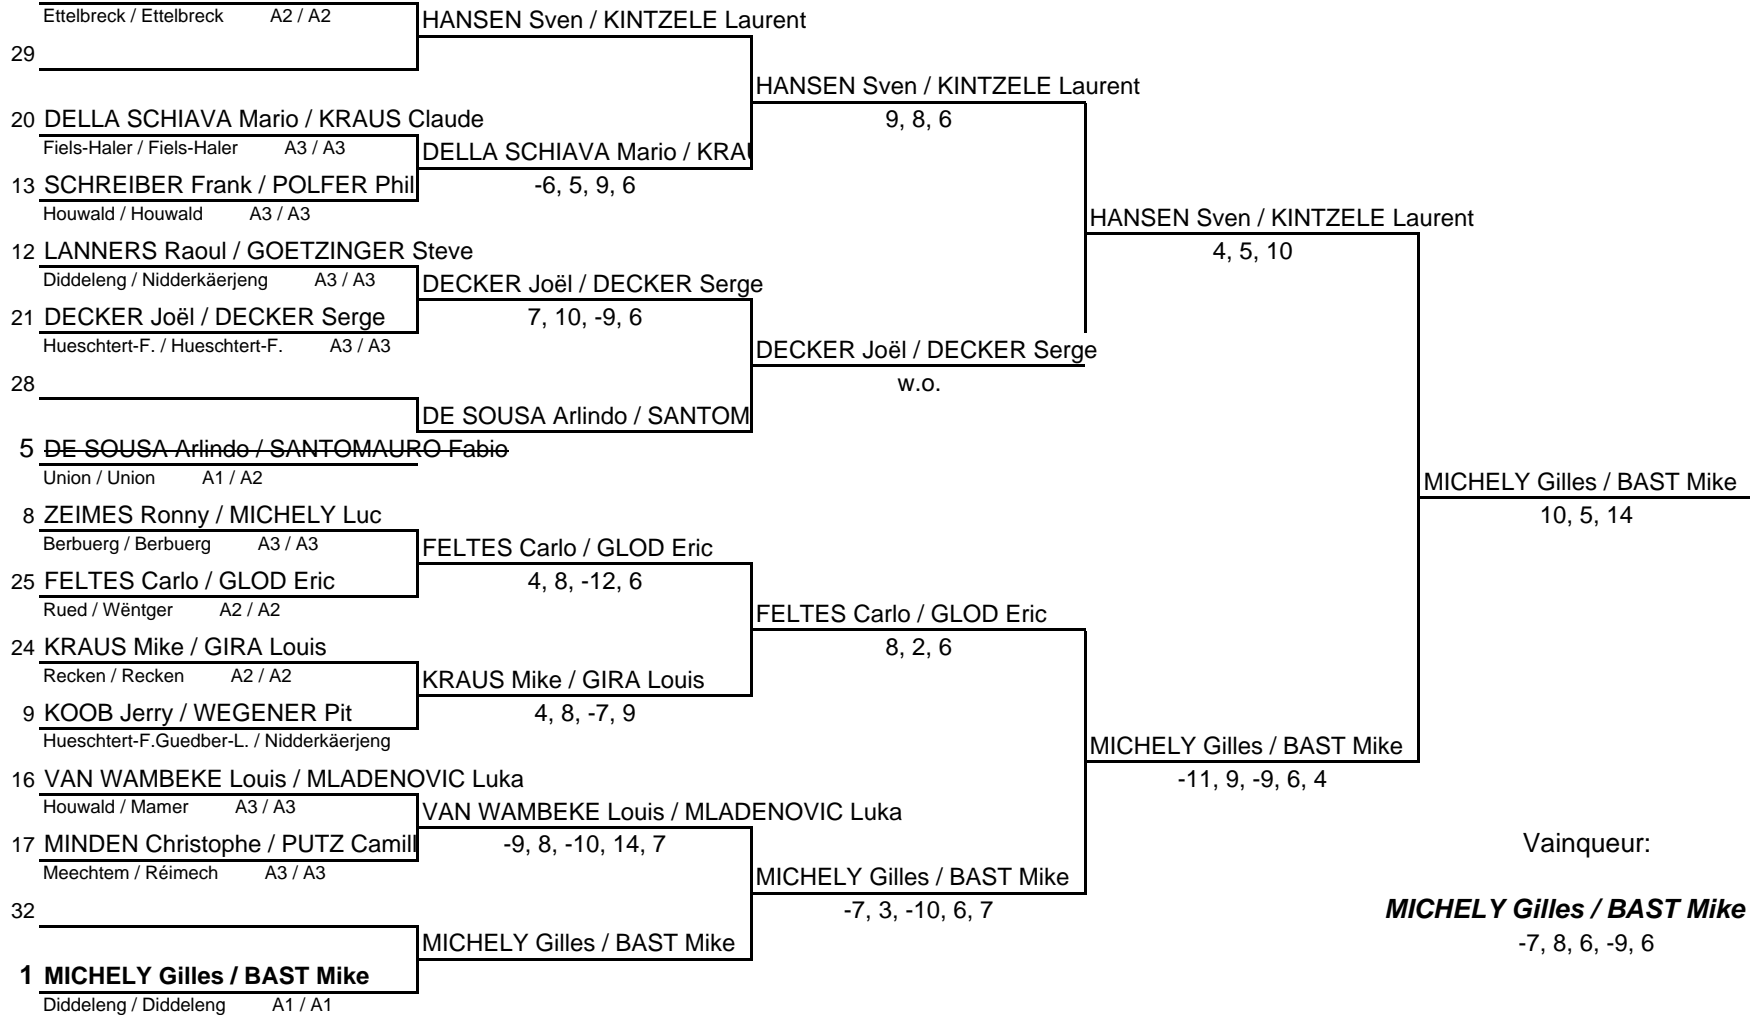 Ettelbreck / Ettelbreck A2 / A2
HANSEN Sven / KINTZELE Laurent
29
HANSEN Sven / KINTZELE Laurent
20 DELLA SCHIAVA Mario / KRAUS Claude
9, 8, 6
Fiels-Haler / Fiels-Haler A3 / A3
DELLA SCHIAVA Mario / KRAU
13 SCHREIBER Frank / POLFER Phil
-6, 5, 9, 6
Houwald / Houwald A3 / A3
HANSEN Sven / KINTZELE Laurent
12 LANNERS Raoul / GOETZINGER Steve
4, 5, 10
Diddeleng / Nidderkäerjeng A3 / A3
DECKER Joël / DECKER Serge
21 DECKER Joël / DECKER Serge
7, 10, -9, 6
Hueschtert-F. / Hueschtert-F. A3 / A3
DECKER Joël / DECKER Serge
28
w.o.
DE SOUSA Arlindo / SANTOM
5 DE SOUSA Arlindo / SANTOMAURO Fabio
Union / Union A1 / A2
MICHELY Gilles / BAST Mike
8 ZEIMES Ronny / MICHELY Luc
10, 5, 14
Berbuerg / Berbuerg A3 / A3
FELTES Carlo / GLOD Eric
25 FELTES Carlo / GLOD Eric
4, 8, -12, 6
Rued / Wëntger A2 / A2
FELTES Carlo / GLOD Eric
24 KRAUS Mike / GIRA Louis
8, 2, 6
Recken / Recken A2 / A2
KRAUS Mike / GIRA Louis
9 KOOB Jerry / WEGENER Pit
4, 8, -7, 9
Hueschtert-F.Guedber-L. / Nidderkäerjeng
MICHELY Gilles / BAST Mike
16 VAN WAMBEKE Louis / MLADENOVIC Luka
-11, 9, -9, 6, 4
Houwald / Mamer A3 / A3
VAN WAMBEKE Louis / MLADENOVIC Luka
17 MINDEN Christophe / PUTZ Camill
-9, 8, -10, 14, 7
Vainqueur:
Meechtem / Réimech A3 / A3
MICHELY Gilles / BAST Mike
32
-7, 3, -10, 6, 7
MICHELY Gilles / BAST Mike
MICHELY Gilles / BAST Mike
-7, 8, 6, -9, 6
1 MICHELY Gilles / BAST Mike
Diddeleng / Diddeleng A1 / A1